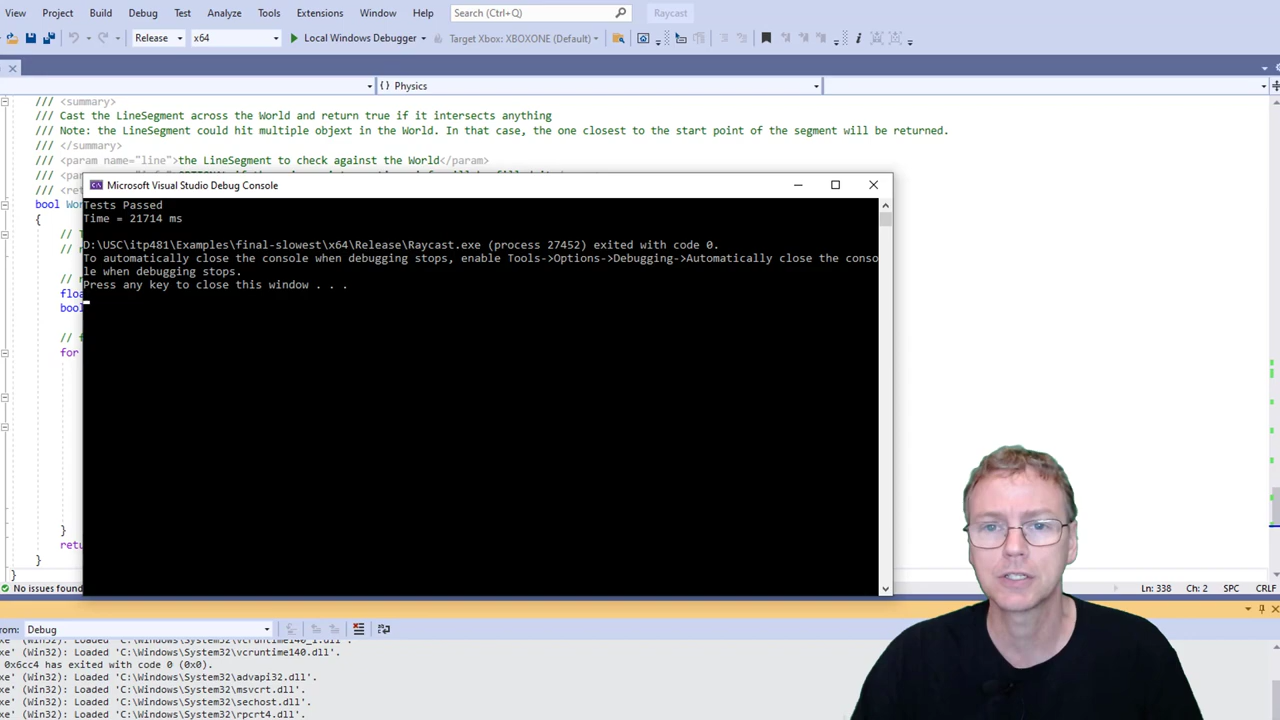 View Project Build Debug Test Analyze Tools Extensions Window Help Search (Ctrl+Q) Raycast
Release x64 Local Windows Debugger Target Xbox: XBOXONE (Default)
Physics
/// <summary>
/// Cast the LineSegment across the World and return true if it intersects anything
/// Note: the LineSegment could hit multiple objext in the World. In that case, the one closest to the start point of the segment will be returned.
/// </summary>
/// <param name="line">the LineSegment to check against the World</param>
/// <pa
/// <ret
bool Wor
{
Microsoft Visual Studio Debug Console
Tests Passed
Time = 21714 ms
D:\USC\itp481\Examples\final-slowest\x64\Release\Raycast.exe (process 27452) exited with code 0.
To automatically close the console when debugging stops, enable Tools->Options->Debugging->Automatically close the conso
le when debugging stops.
Press any key to close this window . . .
//
//
floa
bool
//
for
}
retu
}
}
No issues found Ln: 338 Ch: 2 SPC CRLF
rom: Debug
xe' (Win32): Loaded 'C:\Windows\System32\vcruntime140_1.dll'.
xe' (Win32): Loaded 'C:\Windows\System32\vcruntime140.dll'.
0x6cc4 has exited with code 0 (0x0).
xe' (Win32): Loaded 'C:\Windows\System32\advapi32.dll'.
xe' (Win32): Loaded 'C:\Windows\System32\msvcrt.dll'.
xe' (Win32): Loaded 'C:\Windows\System32\sechost.dll'.
xe' (Win32): Loaded 'C:\Windows\System32\rpcrt4.dll'.